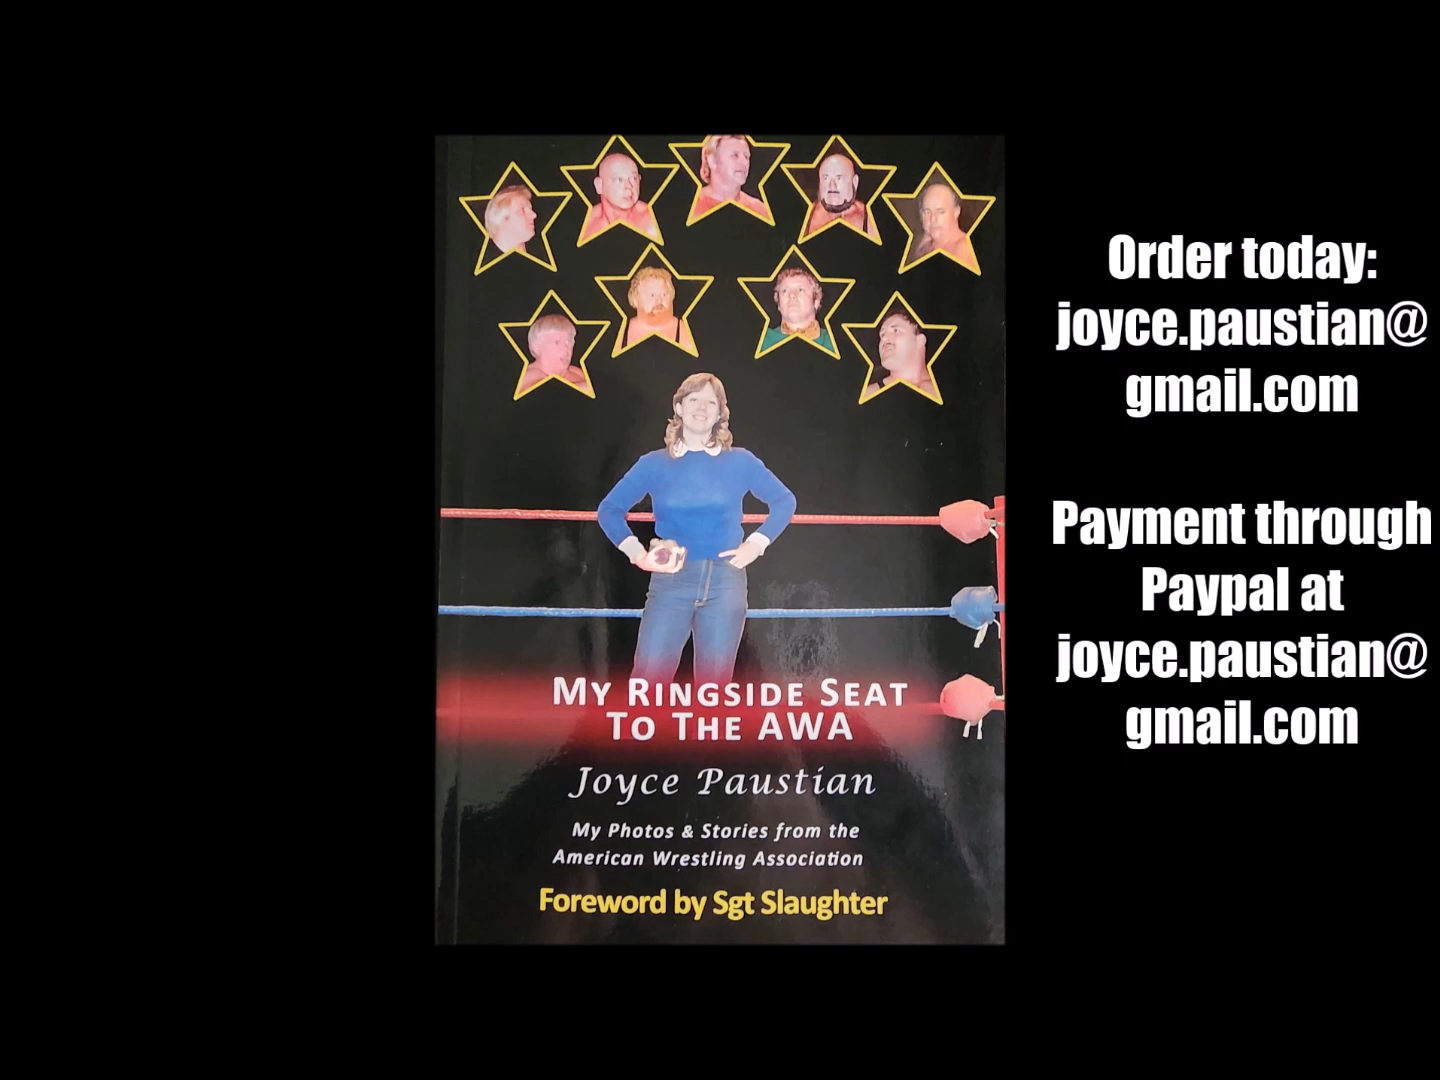 My Ringside Seat
To The AWA
Joyce Paustian
My Photos & Stories from the
American Wrestling Association
Foreword by Sgt Slaughter
Order today:
joyce.paustian@
gmail.com
Payment through
Paypal at
joyce.paustian@
gmail.com